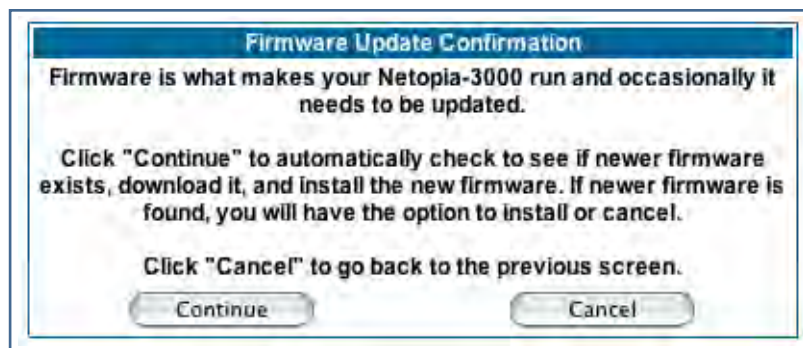 Firmware Update Confirmation
Firmware is what makes your Netopia-3000 run and occasionally it
needs to be updated.
Click "Continue" to automatically check to see if newer firmware
exists, download it, and install the new firmware. If newer firmware is
found, you will have the option to install or cancel.
Click "Cancel" to go back to the previous screen.
Continue Cancel